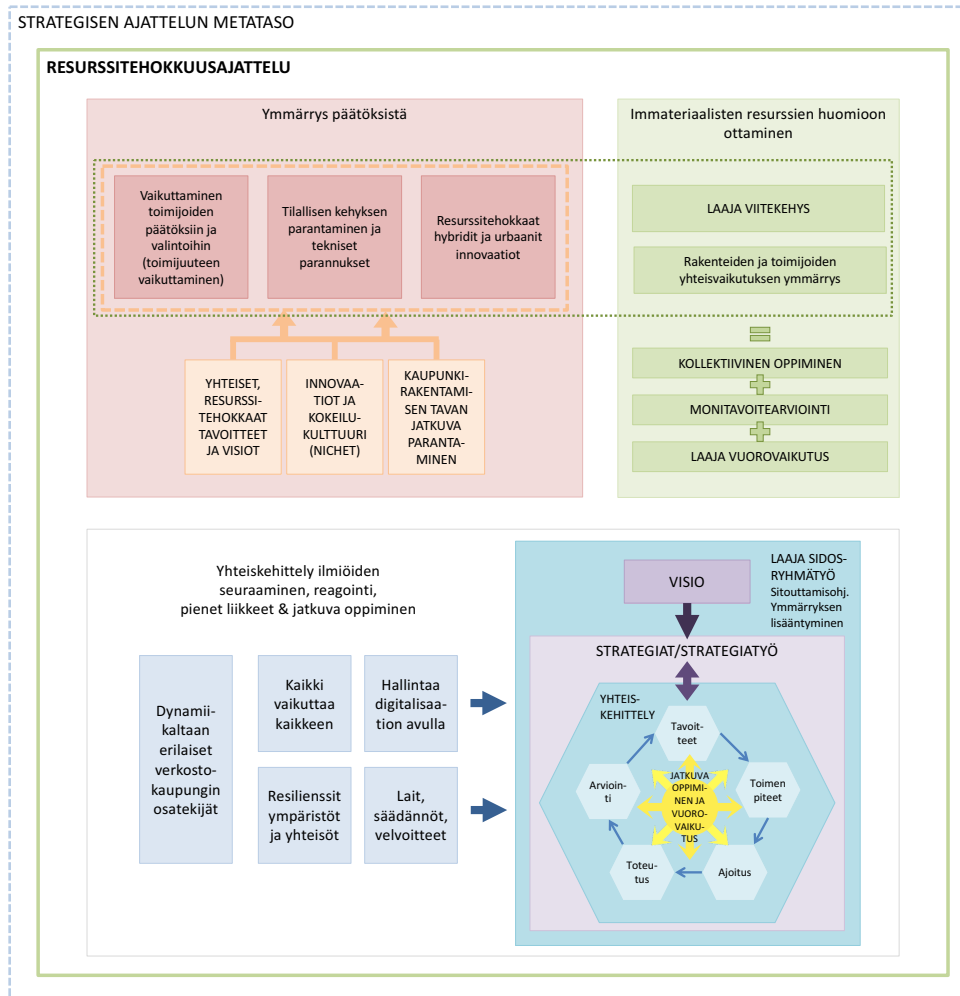 STRATEGISEN AJATTELUN METATASO
RESURSSITEHOKKUUSAJATTELU
Ymmärrys päätöksistä
Vaikuttaminen
toimijoiden
päätöksiin ja
valintoihin
(toimijuuteen
vaikuttaminen)
Tilallisen kehyksen
parantaminen ja
tekniset
parannukset
Resurssitehokkaat
hybridit ja urbaanit
innovaatiot
YHTEISET,
RESURSSI-
TEHOKKAAT
TAVOITTEET
JA VISIOT
INNOVAA-
TIOT JA
KOKEILU-
KULTTUURI
(NICHET)
KAUPUNKI-
RAKENTAMI-
SEN TAVAN
JATKUVA
PARANTA-
MINEN
Immateriaalisten resurssien huomioon
ottaminen
LAAJA VIITEKEHYS
Rakenteiden ja toimijoiden
yhteisvaikutuksen ymmärrys
KOLLEKTIIVINEN OPPIMINEN
MONITAVOITEARVIOINTI
LAAJA VUOROVAIKUTUS
Yhteiskehittely ilmiöiden
seuraaminen, reagointi,
pienet liikkeet & jatkuva oppiminen
Dynamii-
kaltaan
erilaiset
verkosto-
kaupungin
osatekijät
Kaikki
vaikuttaa
kaikkeen
Hallintaa
digitalisaa-
tion avulla
Resilienssit
ympäristöt
ja yhteisöt
Lait,
säädännöt,
velvoitteet
VISIO
LAAJA SIDOS-
RYHMÄTYÖ
Sitouttamisohj.
Ymmärryksen
lisääntyminen
STRATEGIAT/STRATEGIATYÖ
YHTEIS-
KEHITTELY
Tavoit-
teet
Toimen
piteet
Ajoitus
Toteu-
tus
Arvioin-
ti
JATKUVA
OPPIMI-
NEN JA
VUORO-
VAIKU-
TUS